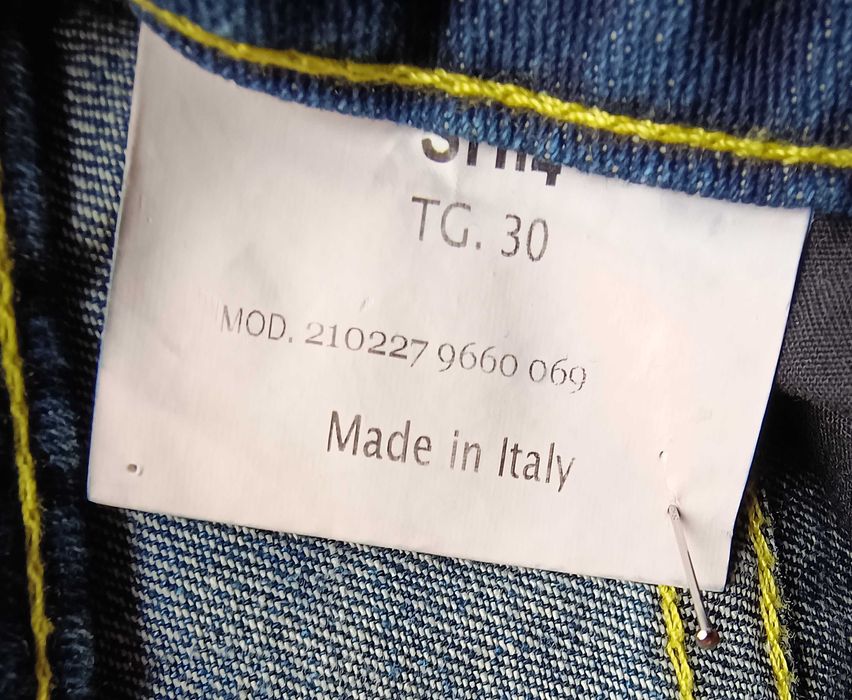 TG. 30
MOD. 210227 9660 069
Made in Italy